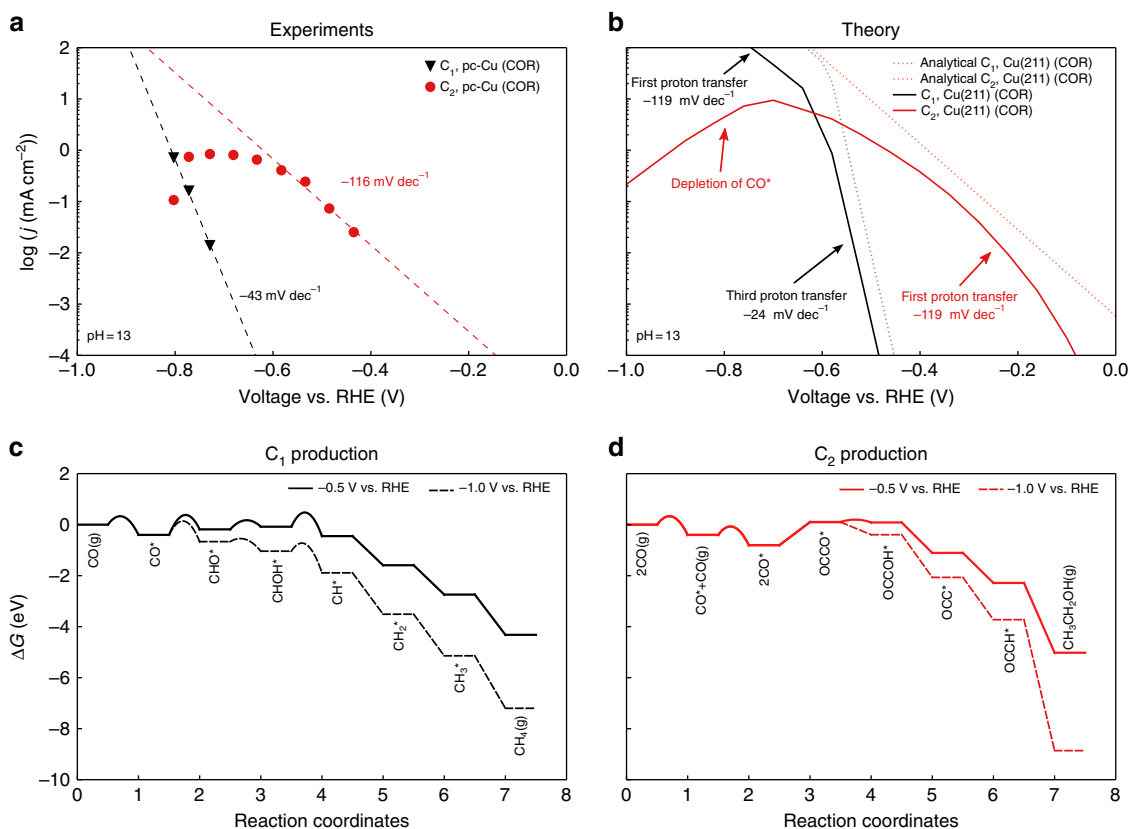 a
Experiments
C₁, pc-Cu (COR)
C₂, pc-Cu (COR)
−116 mV dec⁻¹
−43 mV dec⁻¹
pH = 13
2
1
0
−1
−2
−3
−4
log (j (mA cm⁻²))
−1.0 −0.8 −0.6 −0.4 −0.2 0.0
Voltage vs. RHE (V)
b
Theory
Analytical C₁, Cu(211) (COR)
Analytical C₂, Cu(211) (COR)
C₁, Cu(211) (COR)
C₂, Cu(211) (COR)
First proton transfer
−119 mV dec⁻¹
Depletion of CO*
Third proton transfer
−24 mV dec⁻¹
First proton transfer
−119 mV dec⁻¹
pH = 13
−1.0 −0.8 −0.6 −0.4 −0.2 0.0
Voltage vs. RHE (V)
c
C₁ production
−0.5 V vs. RHE −1.0 V vs. RHE
2
0
−2
−4
−6
−8
−10
ΔG (eV)
CO(g)
CO*
CHO*
CHOH*
CH*
CH₂*
CH₃*
CH₄(g)
0 1 2 3 4 5 6 7 8
Reaction coordinates
d
C₂ production
−0.5 V vs. RHE −1.0 V vs. RHE
2CO(g)
CO*+CO(g)
2CO*
OCCO*
OCCOH*
OCC*
OCCH*
CH₃CH₂OH(g)
0 1 2 3 4 5 6 7 8
Reaction coordinates